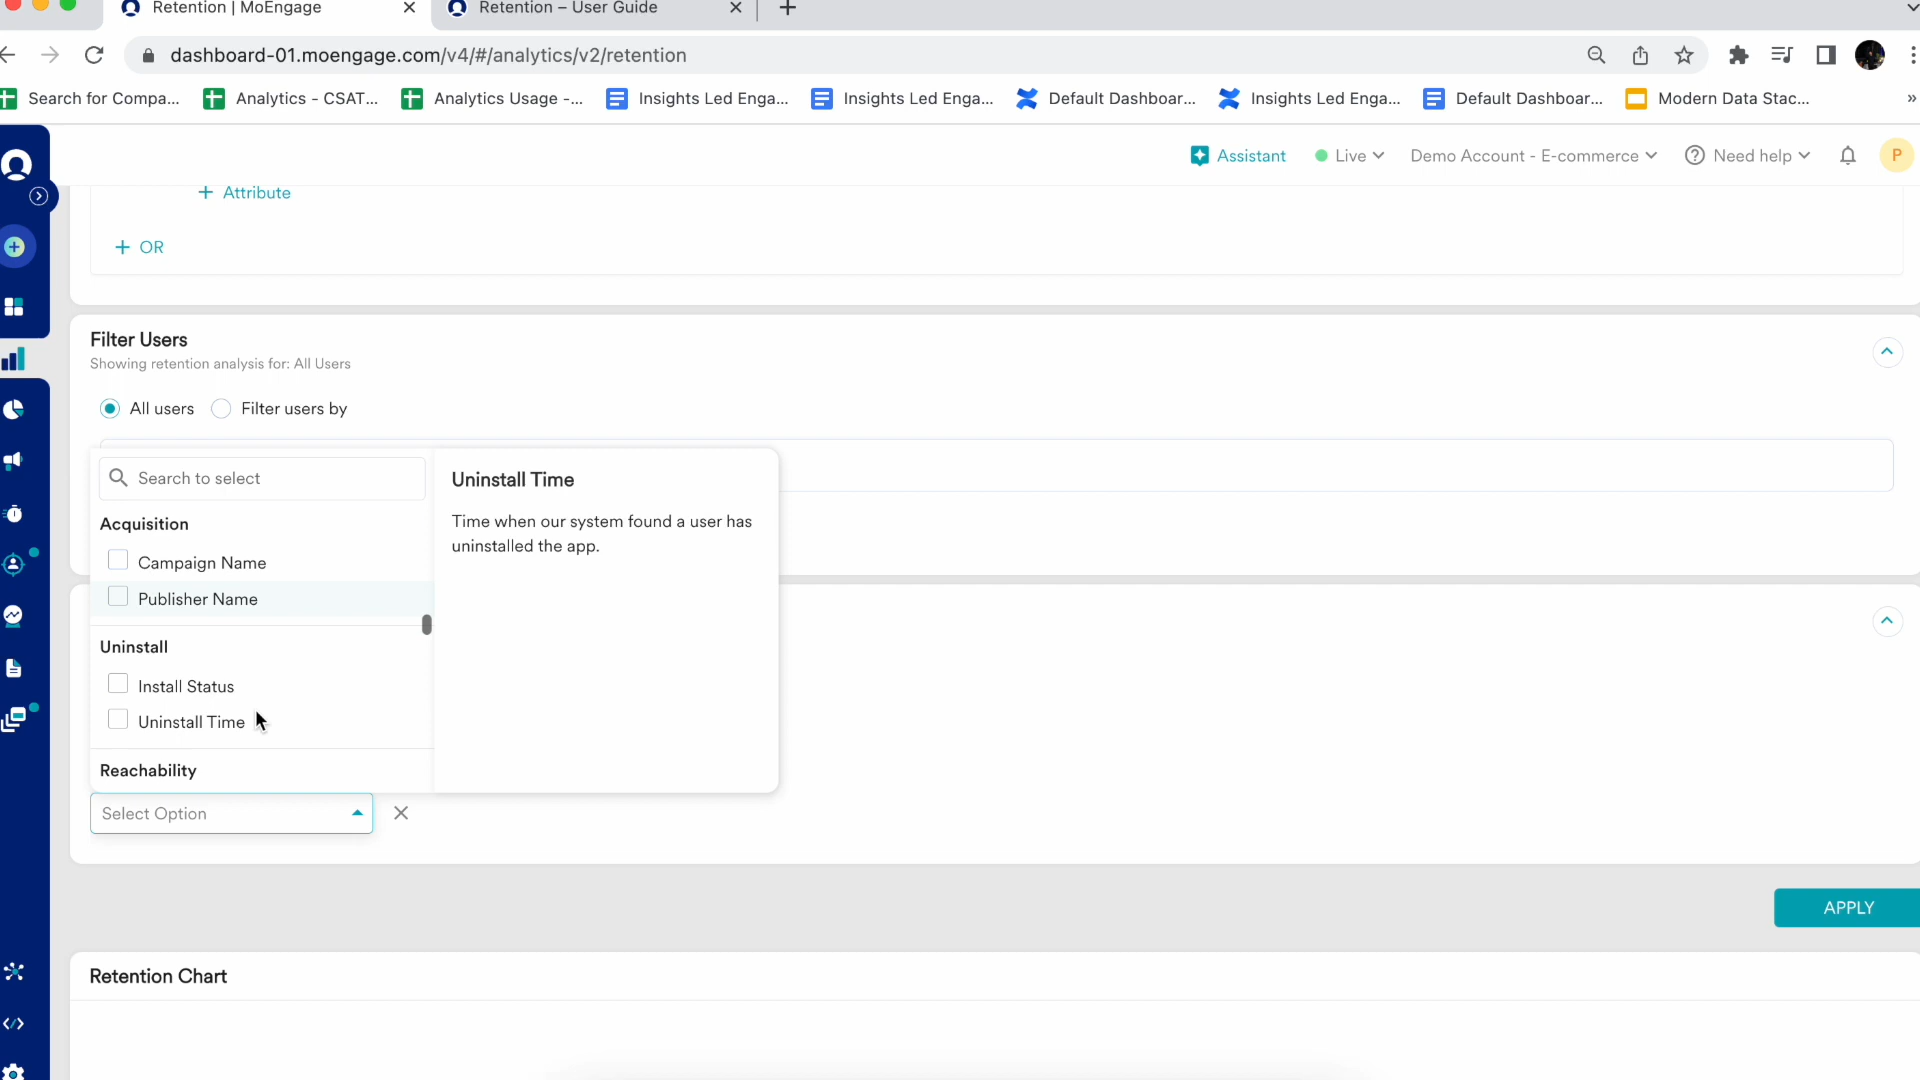 Retention | MoEngage
Retention – User Guide
dashboard-01.moengage.com/v4/#/analytics/v2/retention
Search for Compa...
Analytics - CSAT...
Analytics Usage -...
Insights Led Enga...
Insights Led Enga...
Default Dashboar...
Insights Led Enga...
Default Dashboar...
Modern Data Stac...
»
Assistant
Live
Demo Account - E-commerce
Need help
P
+ Attribute
+ OR
Filter Users
Showing retention analysis for: All Users
All users
Filter users by
Search to select
Uninstall Time
Time when our system found a user has
uninstalled the app.
Acquisition
Campaign Name
Publisher Name
Uninstall
Install Status
Uninstall Time
Reachability
Select Option
APPLY
Retention Chart